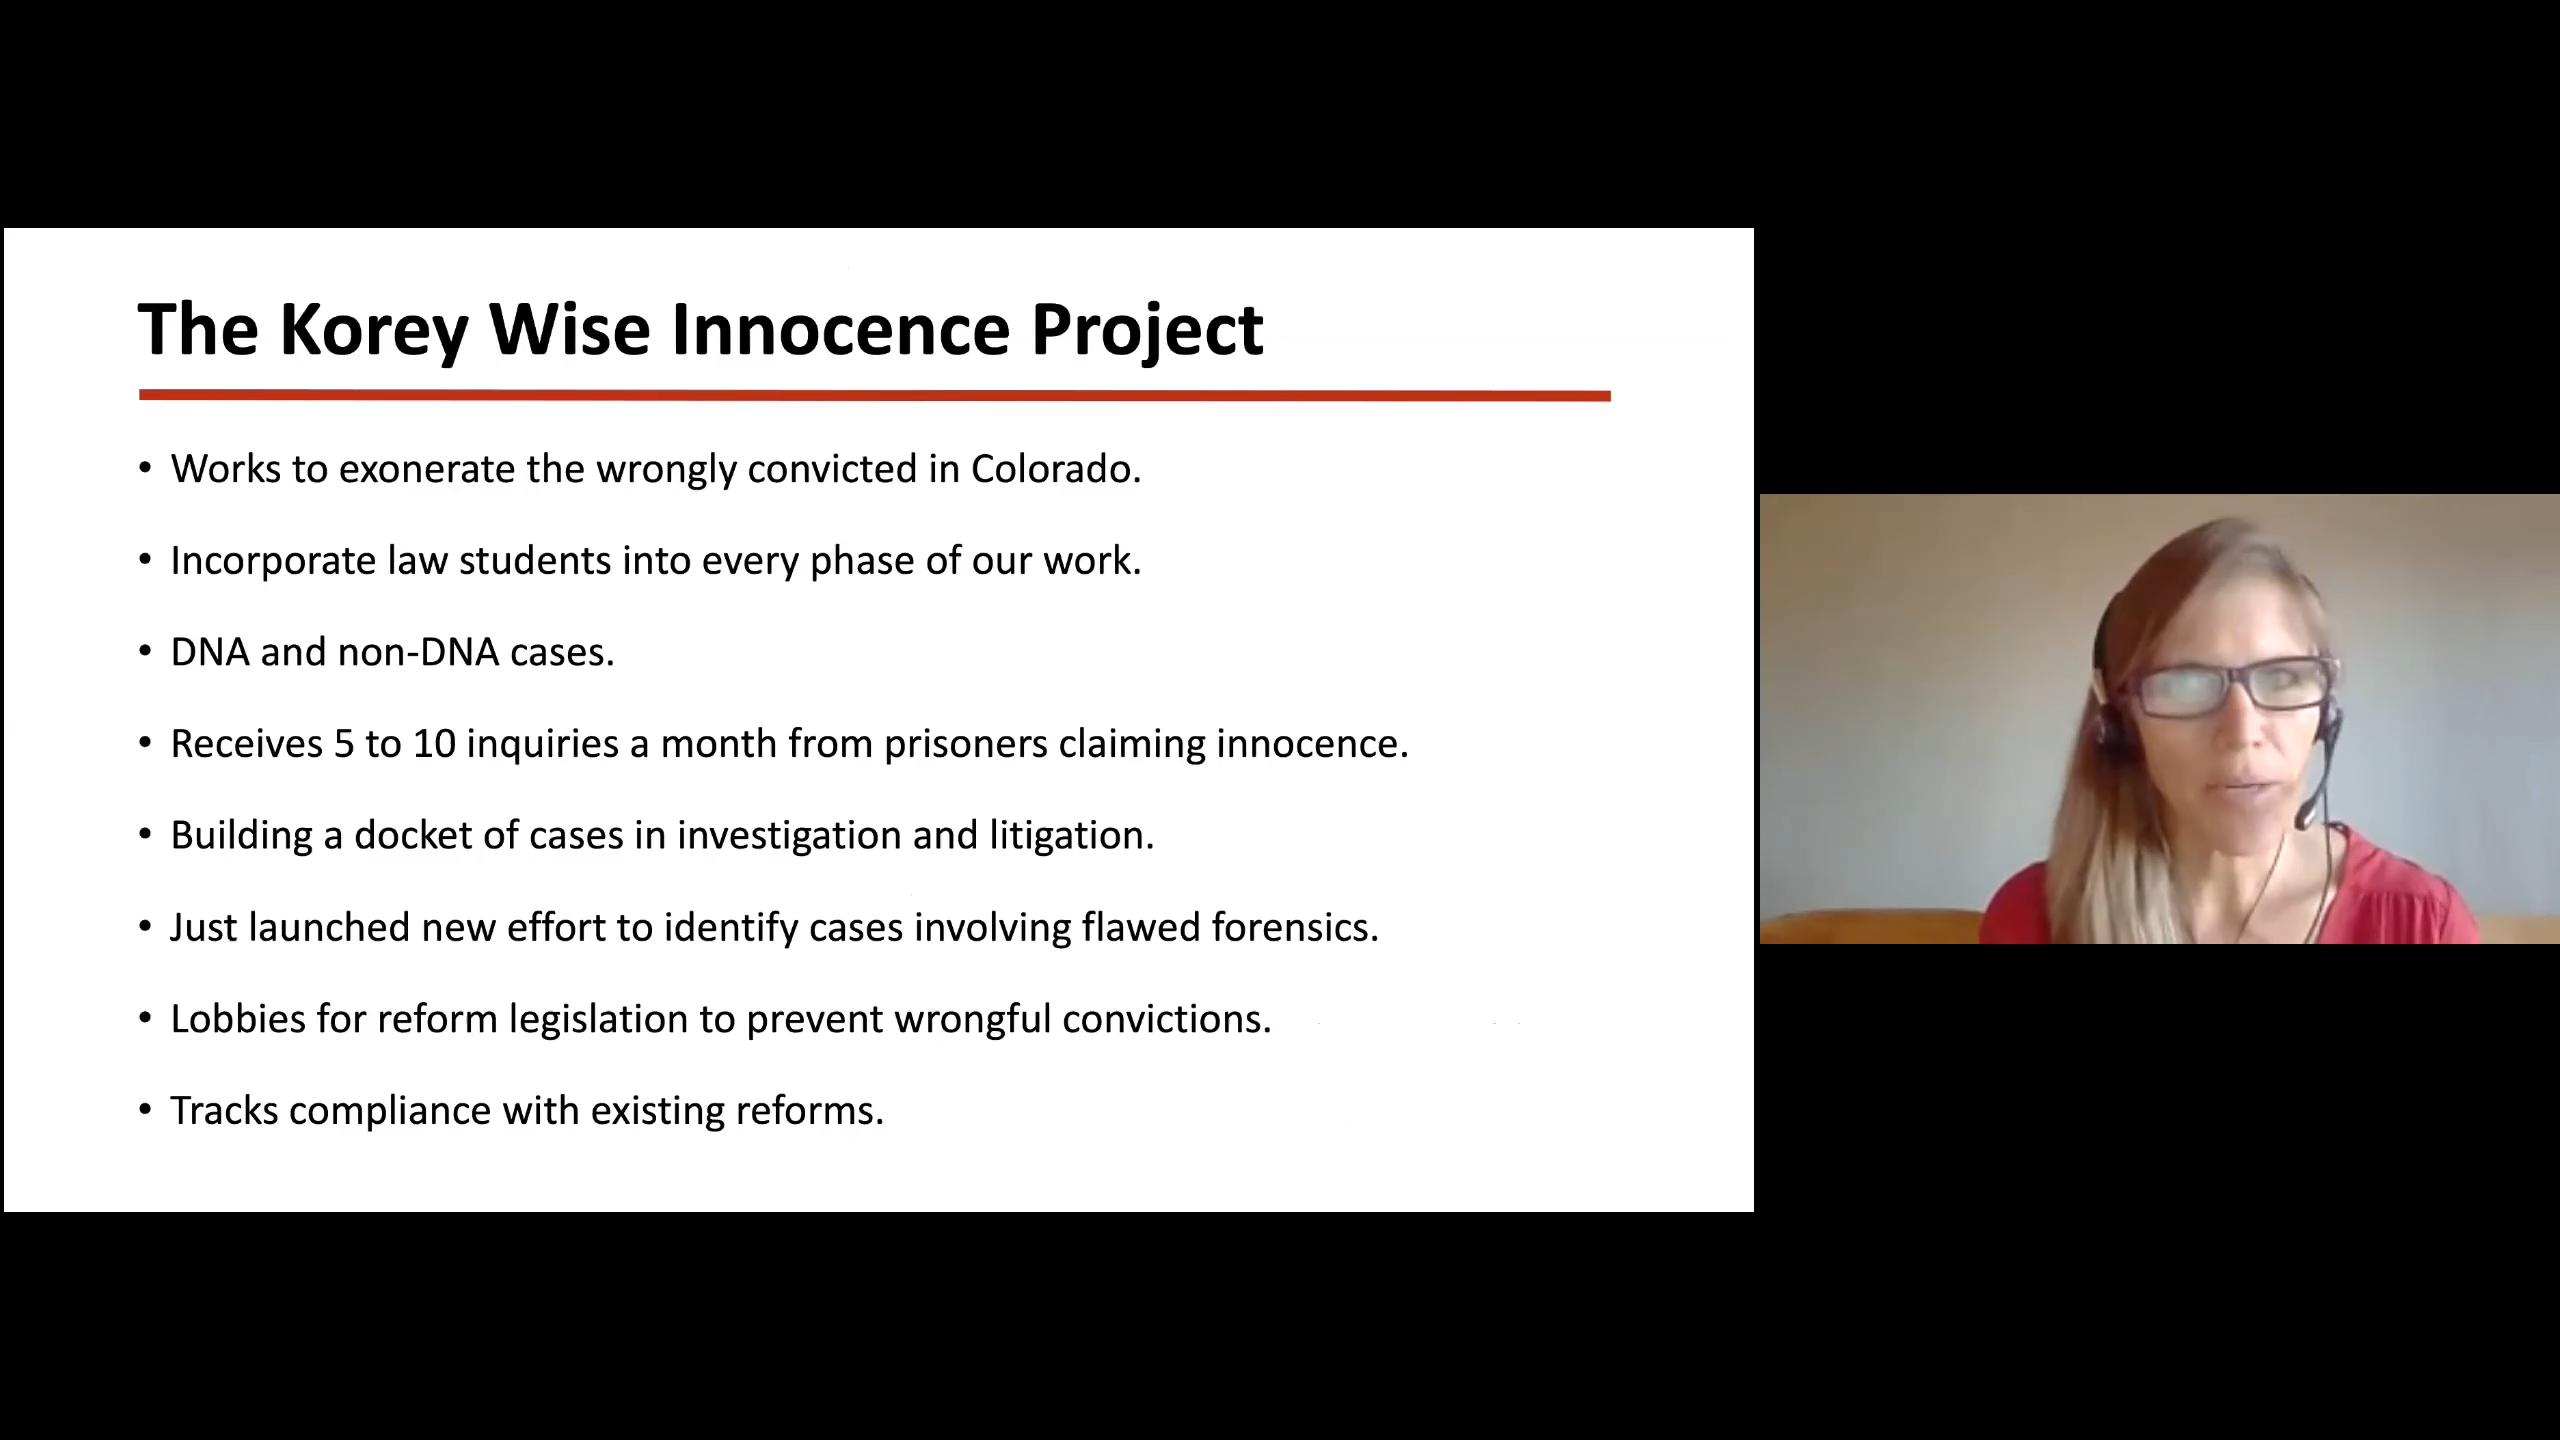 The Korey Wise Innocence Project
• Works to exonerate the wrongly convicted in Colorado.
• Incorporate law students into every phase of our work.
• DNA and non-DNA cases.
• Receives 5 to 10 inquiries a month from prisoners claiming innocence.
• Building a docket of cases in investigation and litigation.
• Just launched new effort to identify cases involving flawed forensics.
• Lobbies for reform legislation to prevent wrongful convictions.
• Tracks compliance with existing reforms.